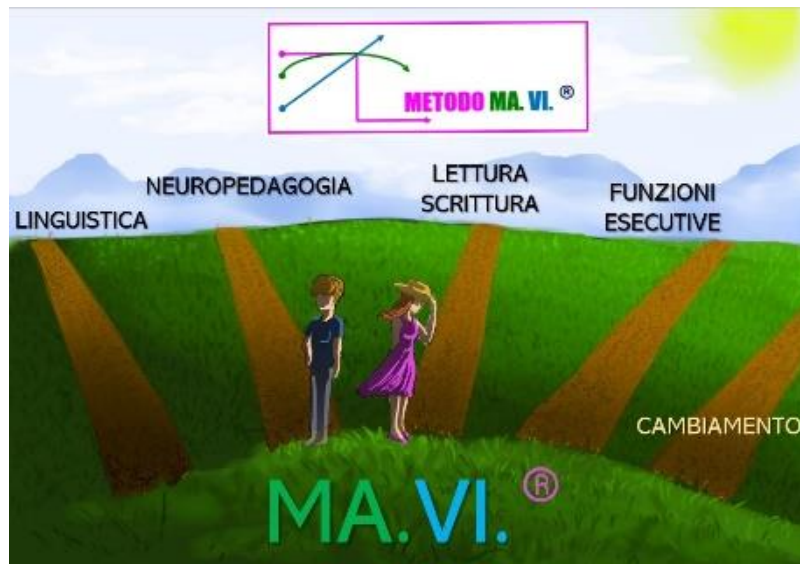 METODO MA. VI. ®
NEUROPEDAGOGIA
LETTURA
SCRITTURA
FUNZIONI
ESECUTIVE
LINGUISTICA
CAMBIAMENTO
MA.VI. ®